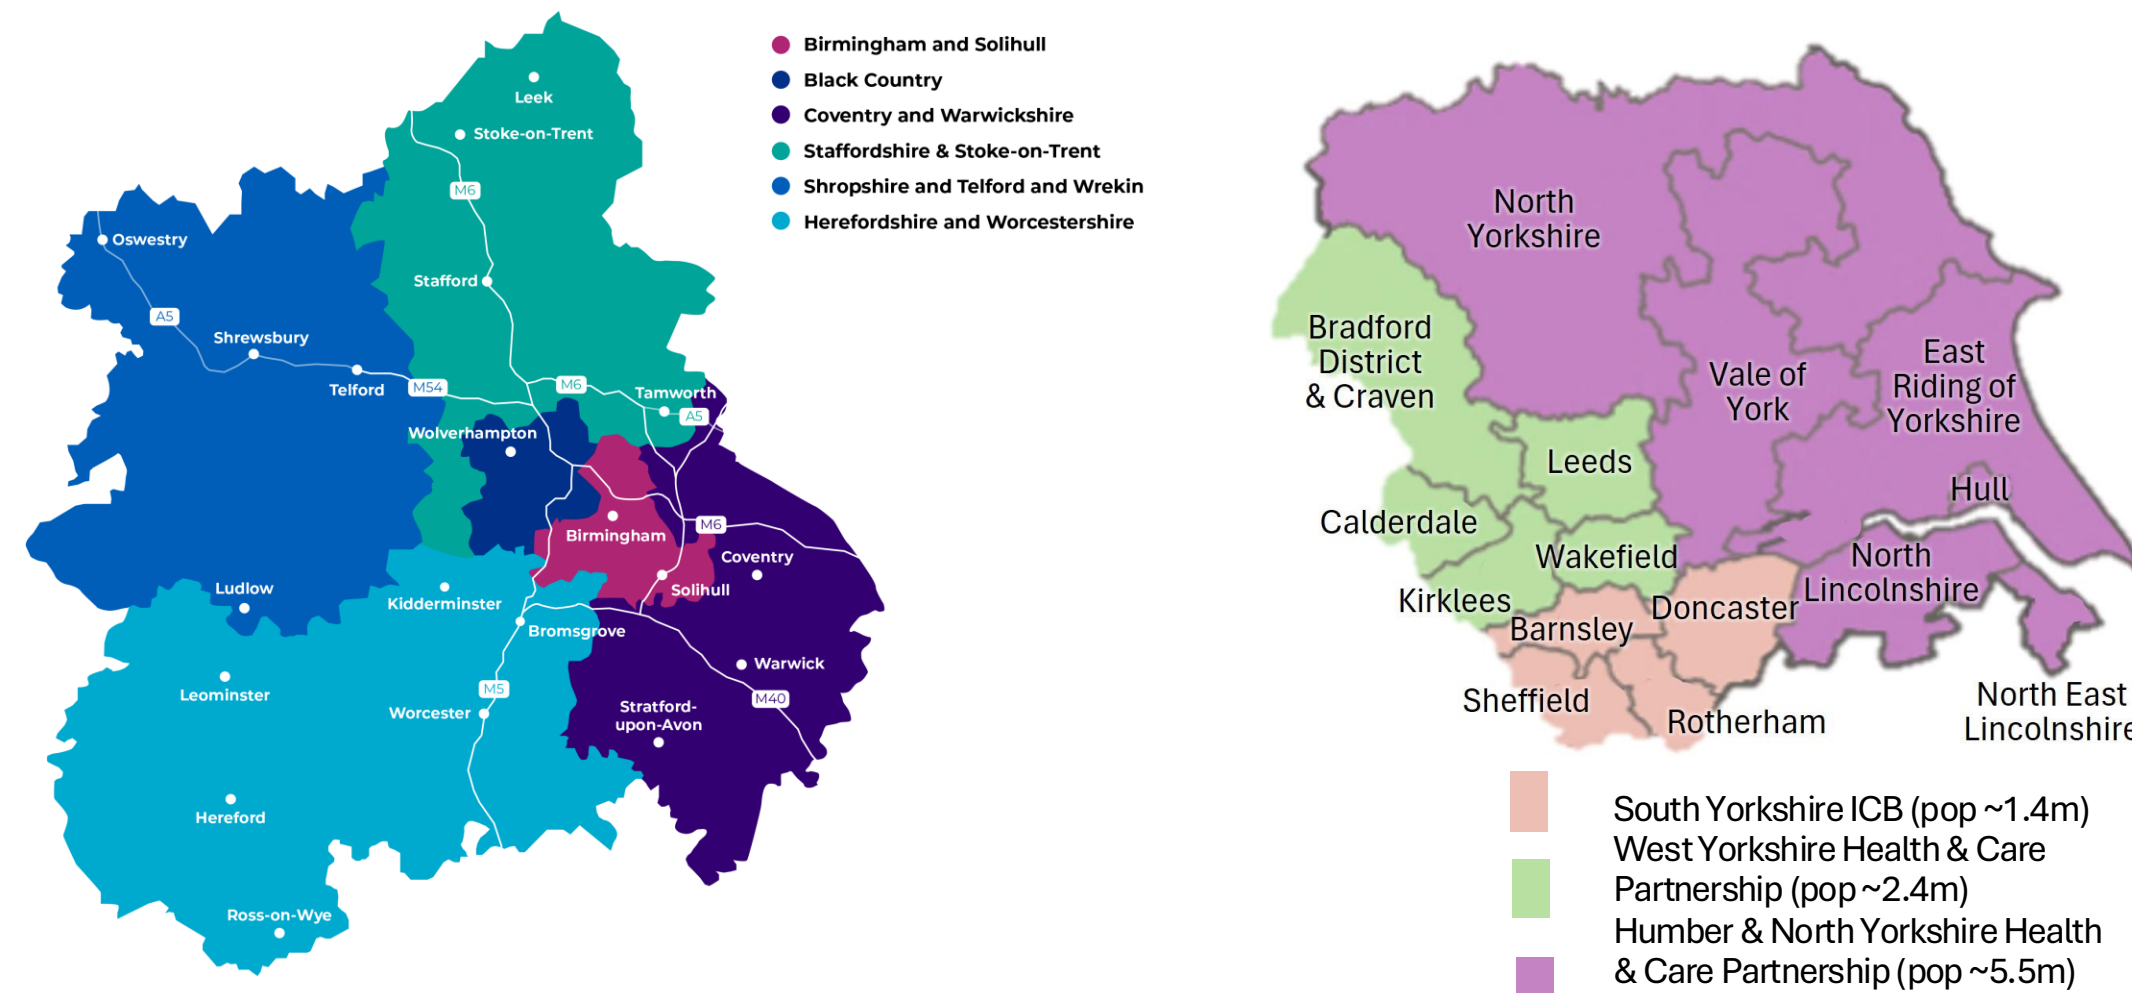 Birmingham and Solihull
Black Country
Coventry and Warwickshire
Staffordshire & Stoke-on-Trent
Shropshire and Telford and Wrekin
Herefordshire and Worcestershire
Leek
Stoke-on-Trent
M6
Oswestry
Stafford
A5
Shrewsbury
Telford
M54
M6
Tamworth
A5
Wolverhampton
M6
Birmingham
Coventry
Solihull
Ludlow
Kidderminster
Bromsgrove
Warwick
Leominster
M5
M40
Worcester
Stratford-
upon-Avon
Hereford
Ross-on-Wye
North
Yorkshire
Bradford
District
& Craven
Vale of
York
East
Riding of
Yorkshire
Leeds
Hull
Calderdale
Wakefield
North
Lincolnshire
Kirklees
Doncaster
Barnsley
Sheffield
Rotherham
North East
Lincolnshire
South Yorkshire ICB (pop ~1.4m)
West Yorkshire Health & Care
Partnership (pop ~2.4m)
Humber & North Yorkshire Health
& Care Partnership (pop ~5.5m)